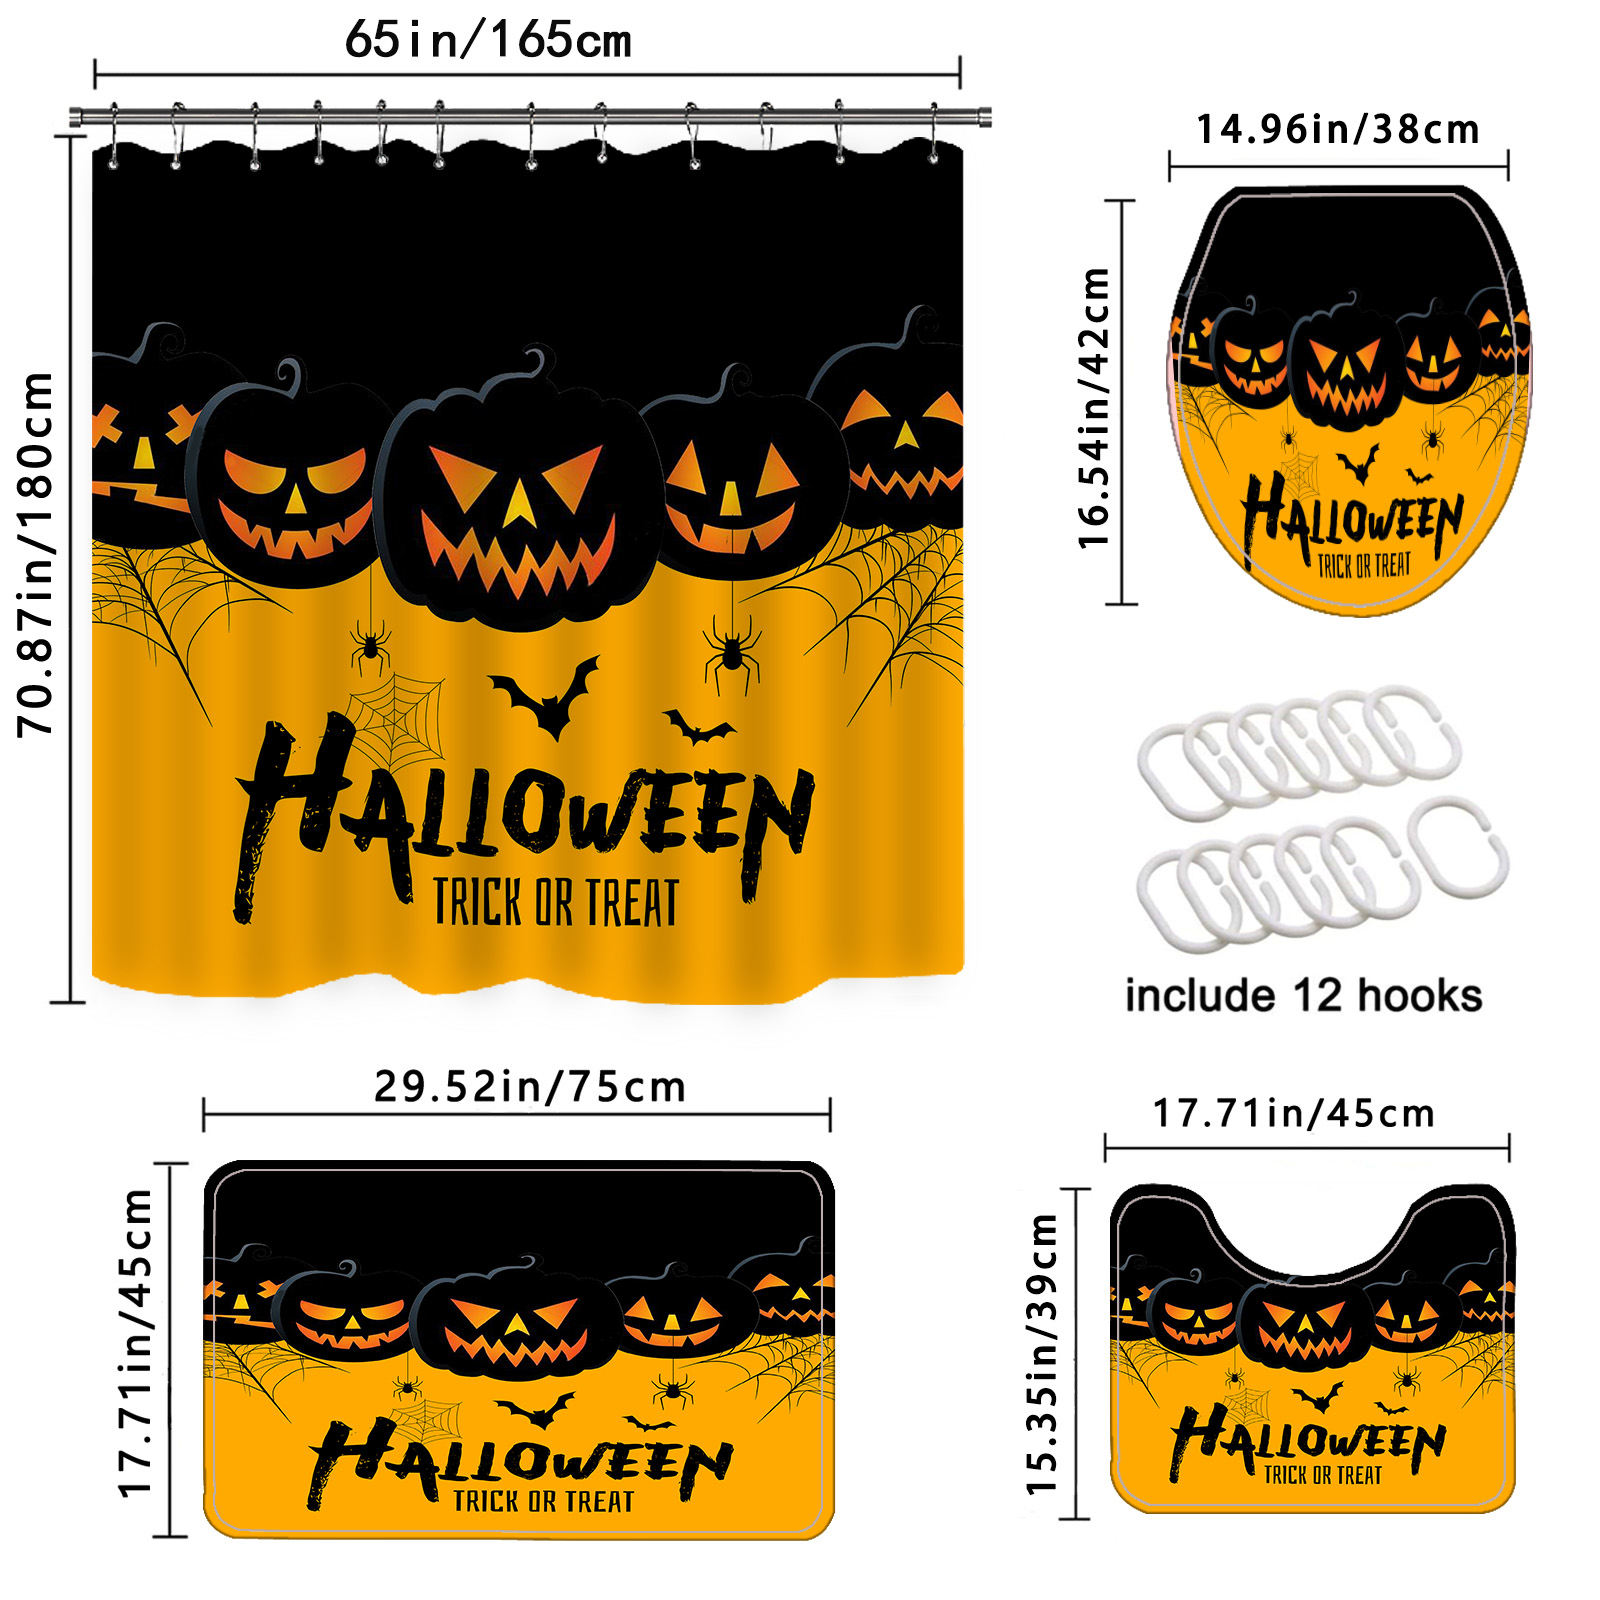 65in/165cm
70.87in/180cm
HALLOWEEN
TRICK OR TREAT
14.96in/38cm
16.54in/42cm
HALLOWEEN
TRICK OR TREAT
include 12 hooks
29.52in/75cm
17.71in/45cm
HALLOWEEN
TRICK OR TREAT
17.71in/45cm
15.35in/39cm
HALLOWEEN
TRICK OR TREAT